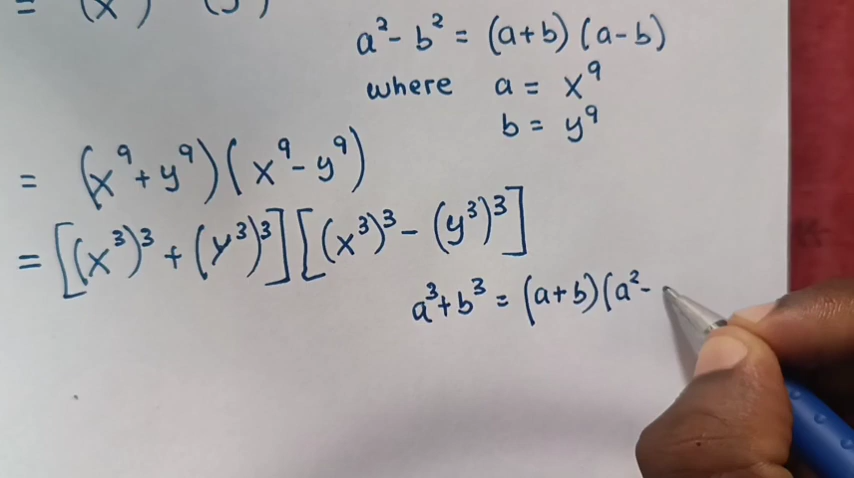 = (x ) (y )
a² - b² = (a+b)(a-b)
where a = x⁹
b = y⁹
= (x⁹ + y⁹)(x⁹ - y⁹)
= [(x³)³ + (y³)³][(x³)³ - (y³)³]
a³+b³ = (a+b)(a² -